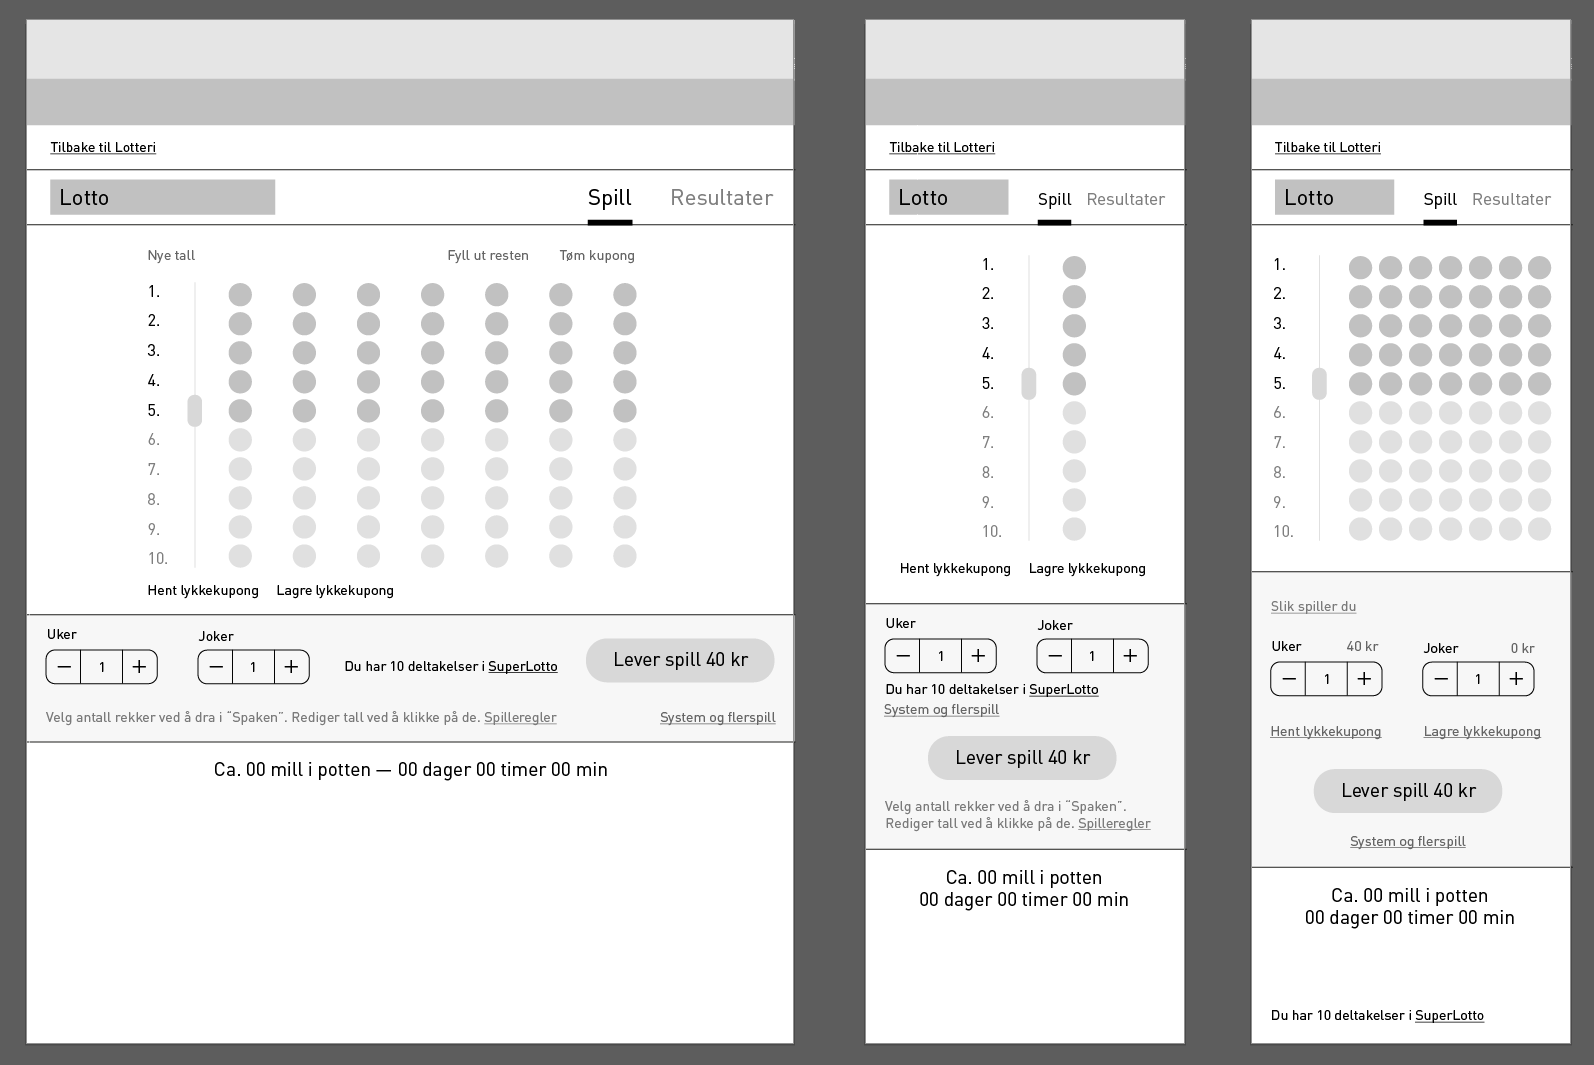 Tilbake til Lotteri
Lotto Spill Resultater
Nye tall Fyll ut resten Tøm kupong
1.
2.
3.
4.
5.
6.
7.
8.
9.
10.
Hent lykkekupong Lagre lykkekupong
Uker Joker
— 1 + — 1 + Du har 10 deltakelser i SuperLotto Lever spill 40 kr
Velg antall rekker ved å dra i “Spaken”. Rediger tall ved å klikke på de. Spilleregler System og flerspill
Ca. 00 mill i potten — 00 dager 00 timer 00 min
Tilbake til Lotteri
Lotto Spill Resultater
1.
2.
3.
4.
5.
6.
7.
8.
9.
10.
Hent lykkekupong Lagre lykkekupong
Uker Joker
— 1 + — 1 +
Du har 10 deltakelser i SuperLotto
System og flerspill
Lever spill 40 kr
Velg antall rekker ved å dra i “Spaken”.
Rediger tall ved å klikke på de. Spilleregler
Ca. 00 mill i potten
00 dager 00 timer 00 min
Tilbake til Lotteri
Lotto Spill Resultater
1.
2.
3.
4.
5.
6.
7.
8.
9.
10.
Slik spiller du
Uker 40 kr Joker 0 kr
— 1 + — 1 +
Hent lykkekupong Lagre lykkekupong
Lever spill 40 kr
System og flerspill
Ca. 00 mill i potten
00 dager 00 timer 00 min
Du har 10 deltakelser i SuperLotto